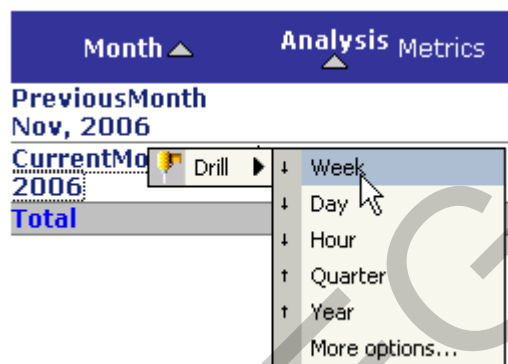 Month Analysis Metrics
PreviousMonth
Nov, 2006
CurrentMo
2006
Total
Drill
Week
Day
Hour
Quarter
Year
More options...